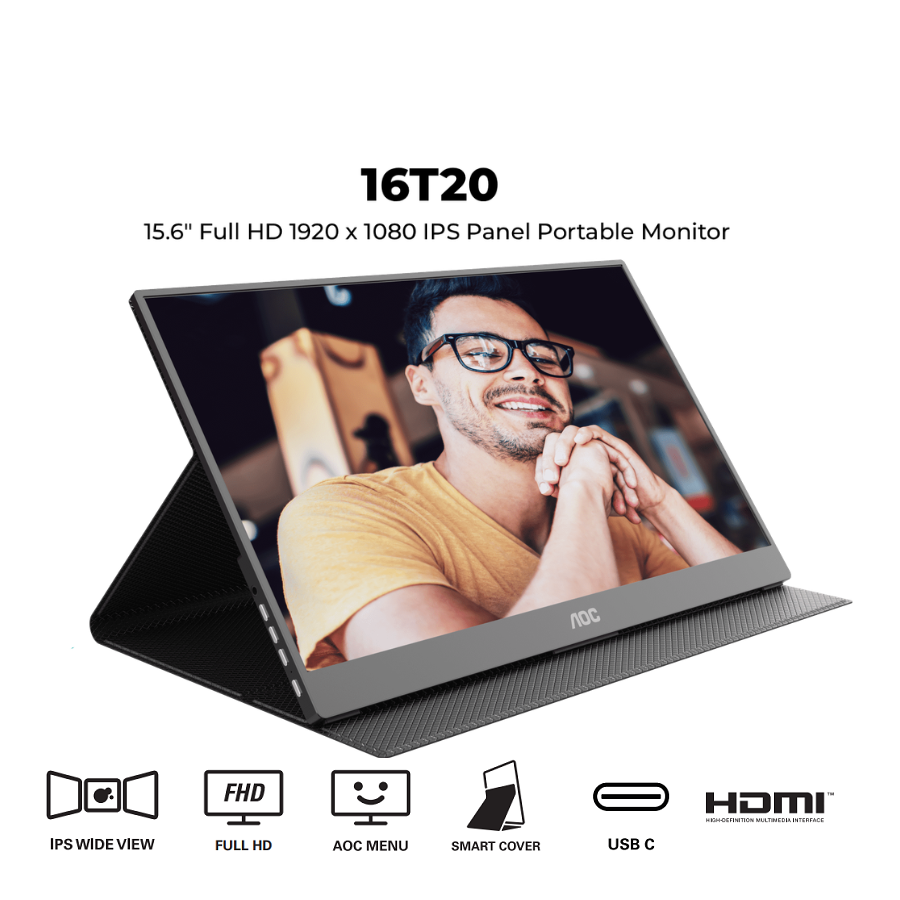 16T20
15.6" Full HD 1920 x 1080 IPS Panel Portable Monitor
AOC
FHD
IPS WIDE VIEW
FULL HD
AOC MENU
SMART COVER
USB C
HDMI™
HIGH-DEFINITION MULTIMEDIA INTERFACE